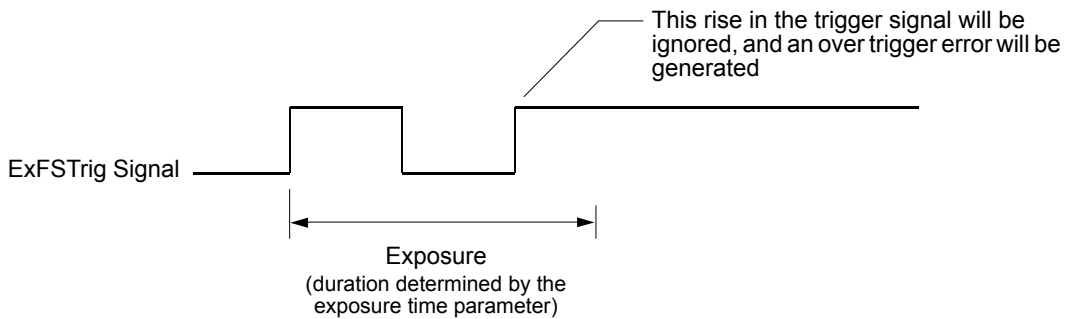 This rise in the trigger signal will be
ignored, and an over trigger error will be
generated
ExFSTrig Signal
Exposure
(duration determined by the
exposure time parameter)